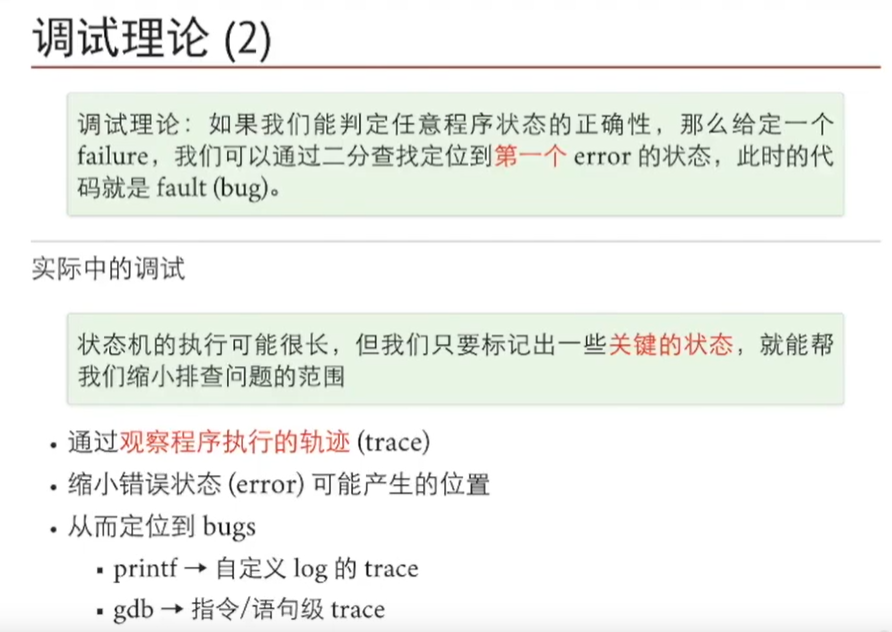 调试理论 (2)
调试理论：如果我们能判定任意程序状态的正确性，那么给定一个
failure，我们可以通过二分查找定位到第一个 error 的状态，此时的代
码就是 fault (bug)。
实际中的调试
状态机的执行可能很长，但我们只要标记出一些关键的状态，就能帮
我们缩小排查问题的范围
• 通过观察程序执行的轨迹 (trace)
• 缩小错误状态 (error) 可能产生的位置
• 从而定位到 bugs
▪ printf → 自定义 log 的 trace
▪ gdb → 指令/语句级 trace